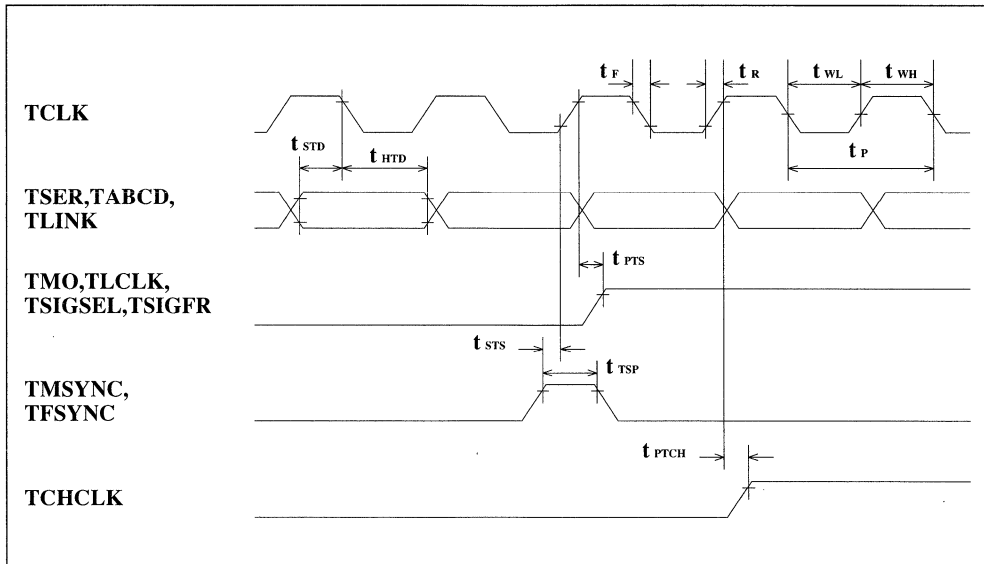 t F t R t WL t WH
TCLK
t STD t HTD t P
TSER,TABCD,
TLINK
t PTS
TMO,TLCLK,
TSIGSEL,TSIGFR
t STS t TSP
TMSYNC,
TFSYNC
t PTCH
TCHCLK